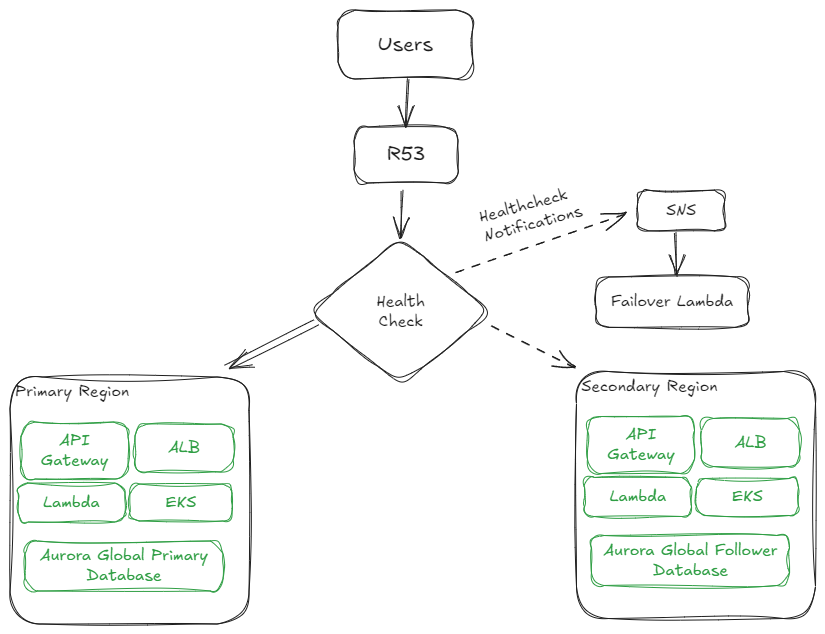 Users
R53
Healthcheck
Notifications
SNS
Health
Check
Failover Lambda
Primary Region
API
Gateway
ALB
Lambda
EKS
Aurora Global Primary
Database
Secondary Region
API
Gateway
ALB
Lambda
EKS
Aurora Global Follower
Database